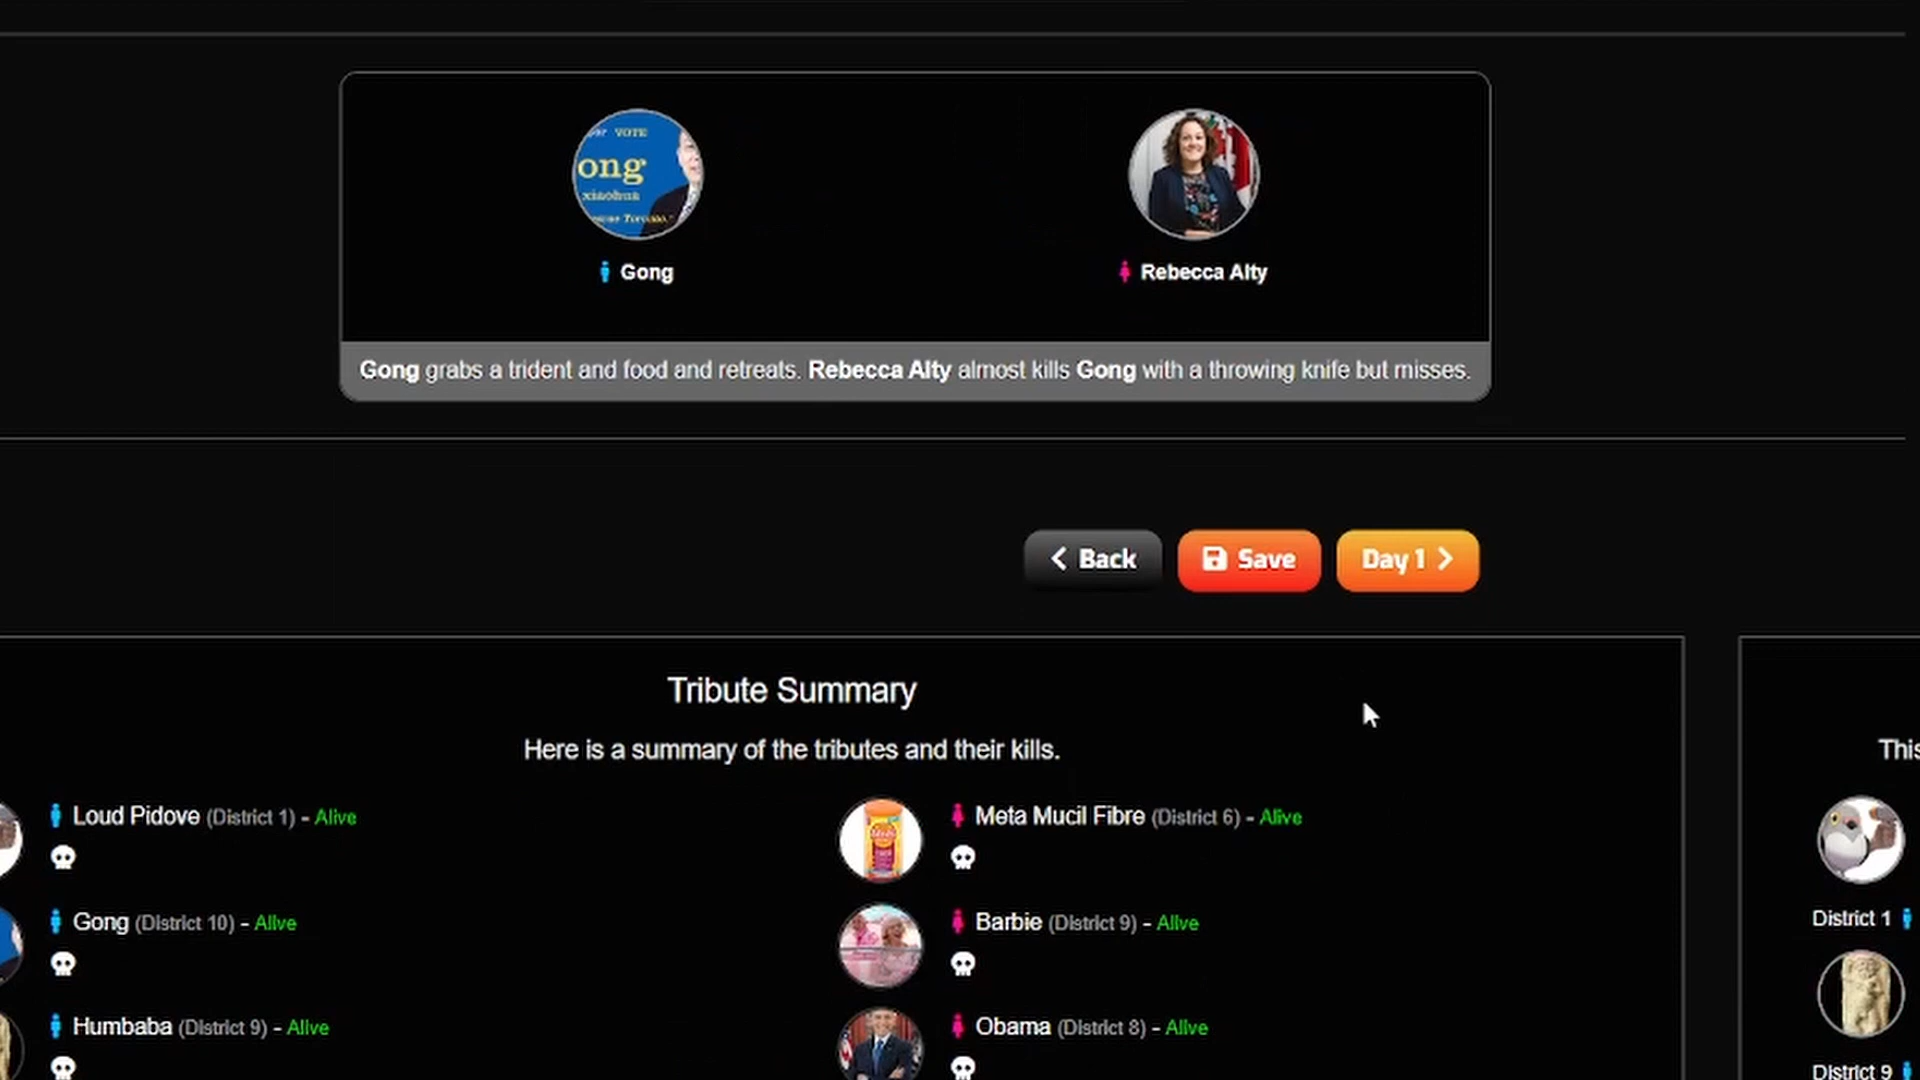 VOTE
ong
xiaohua
Gong
Rebecca Alty
Gong grabs a trident and food and retreats. Rebecca Alty almost kills Gong with a throwing knife but misses.
Back
Save
Day 1
Tribute Summary
Here is a summary of the tributes and their kills.
This
Loud Pidove (District 1) - Alive
Meta Mucil Fibre (District 6) - Alive
Gong (District 10) - Alive
Barbie (District 9) - Alive
District 1
Humbaba (District 9) - Alive
Obama (District 8) - Alive
District 9